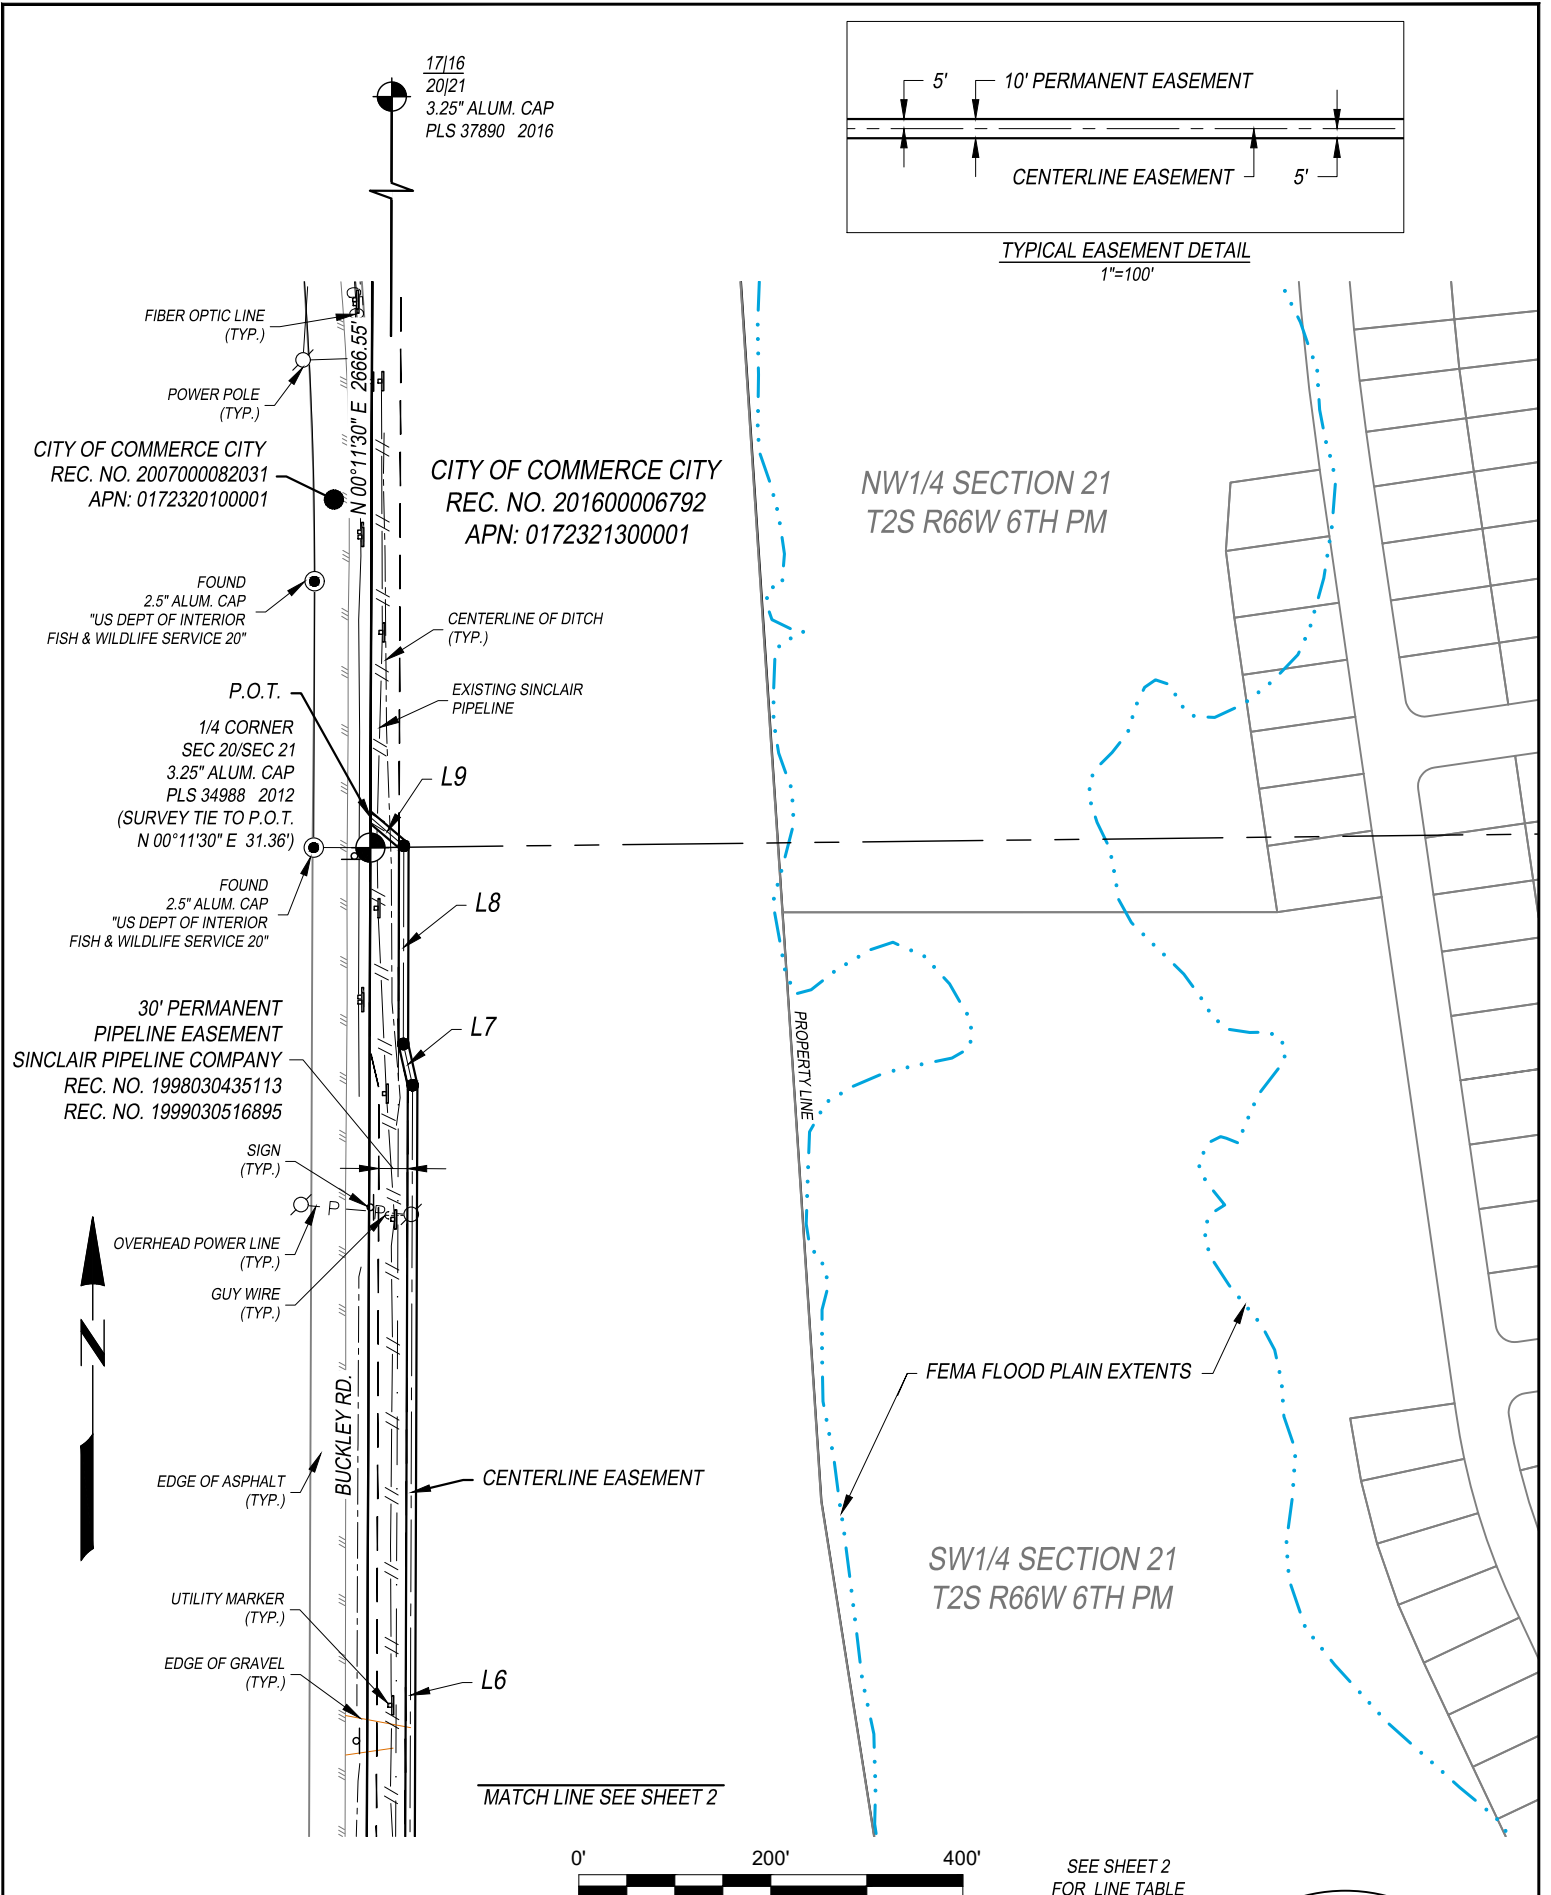 17|16
20|21
3.25" ALUM. CAP
PLS 37890 2016
5'
10' PERMANENT EASEMENT
CENTERLINE EASEMENT
5'
TYPICAL EASEMENT DETAIL
1"=100'
FIBER OPTIC LINE
(TYP.)
POWER POLE
(TYP.)
N 00°11'30" E 2666.55'
CITY OF COMMERCE CITY
REC. NO. 2007000082031
APN: 0172320100001
CITY OF COMMERCE CITY
REC. NO. 201600006792
APN: 0172321300001
NW1/4 SECTION 21
T2S R66W 6TH PM
FOUND
2.5" ALUM. CAP
"US DEPT OF INTERIOR
FISH & WILDLIFE SERVICE 20"
CENTERLINE OF DITCH
(TYP.)
EXISTING SINCLAIR
PIPELINE
P.O.T.
1/4 CORNER
SEC 20/SEC 21
3.25" ALUM. CAP
PLS 34988 2012
(SURVEY TIE TO P.O.T.
N 00°11'30" E 31.36')
L9
FOUND
2.5" ALUM. CAP
"US DEPT OF INTERIOR
FISH & WILDLIFE SERVICE 20"
L8
L7
30' PERMANENT
PIPELINE EASEMENT
SINCLAIR PIPELINE COMPANY
REC. NO. 1998030435113
REC. NO. 1999030516895
PROPERTY LINE
SIGN
(TYP.)
P
P
OVERHEAD POWER LINE
(TYP.)
GUY WIRE
(TYP.)
N
BUCKLEY RD.
FEMA FLOOD PLAIN EXTENTS
EDGE OF ASPHALT
(TYP.)
CENTERLINE EASEMENT
SW1/4 SECTION 21
T2S R66W 6TH PM
UTILITY MARKER
(TYP.)
EDGE OF GRAVEL
(TYP.)
L6
MATCH LINE SEE SHEET 2
0' 200' 400'
SEE SHEET 2
FOR LINE TABLE